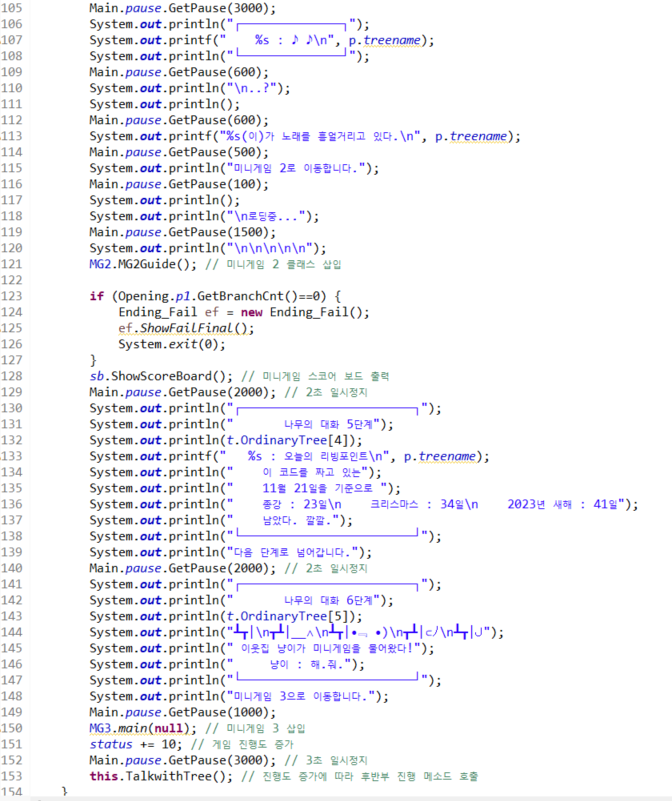 105 Main.pause.GetPause(3000);
106 System.out.println("┌──────────────┐");
107 System.out.printf("    %s : ♪ ♪\n", p.treename);
108 System.out.println("└──────────────┘");
109 Main.pause.GetPause(600);
110 System.out.println("\n..?");
111 System.out.println();
112 Main.pause.GetPause(600);
113 System.out.printf("%s(이)가 노래를 흥얼거리고 있다.\n", p.treename);
114 Main.pause.GetPause(500);
115 System.out.println("미니게임 2로 이동합니다.");
116 Main.pause.GetPause(100);
117 System.out.println();
118 System.out.println("\n로딩중...");
119 Main.pause.GetPause(1500);
120 System.out.println("\n\n\n\n\n");
121 MG2.MG2Guide(); // 미니게임 2 클래스 삽입
122
123 if (Opening.p1.GetBranchCnt()==0) {
124 Ending_Fail ef = new Ending_Fail();
125 ef.ShowFailFinal();
126 System.exit(0);
127 }
128 sb.ShowScoreBoard(); // 미니게임 스코어 보드 출력
129 Main.pause.GetPause(2000); // 2초 일시정지
130 System.out.println("┌────────────────────────┐");
131 System.out.println("       나무의 대화 5단계");
132 System.out.println(t.OrdinaryTree[4]);
133 System.out.printf("   %s : 오늘의 리빙포인트\n", p.treename);
134 System.out.println("    이 코드를 짜고 있는");
135 System.out.println("    11월 21일을 기준으로 ");
136 System.out.println("    종강 : 23일\n    크리스마스 : 34일\n    2023년 새해 : 41일");
137 System.out.println("    남았다. 깔깔.");
138 System.out.println("└────────────────────────┘");
139 System.out.println("다음 단계로 넘어갑니다.");
140 Main.pause.GetPause(2000); // 2초 일시정지
141 System.out.println("┌────────────────────────┐");
142 System.out.println("       나무의 대화 6단계");
143 System.out.println(t.OrdinaryTree[5]);
144 System.out.println("┻┳|\n┳┻|__∧\n┻┳|•﹃ •)\n┳┻|⊂ﾉ\n┻┳|∪");
145 System.out.println(" 이웃집 냥이가 미니게임을 물어왔다!");
146 System.out.println("     냥이 : 해.줘.");
147 System.out.println("└────────────────────────┘");
148 System.out.println("미니게임 3으로 이동합니다.");
149 Main.pause.GetPause(1000);
150 MG3.main(null); // 미니게임 3 삽입
151 status += 10; // 게임 진행도 증가
152 Main.pause.GetPause(3000); // 3초 일시정지
153 this.TalkwithTree(); // 진행도 증가에 따라 후반부 진행 메소드 호출
154 }